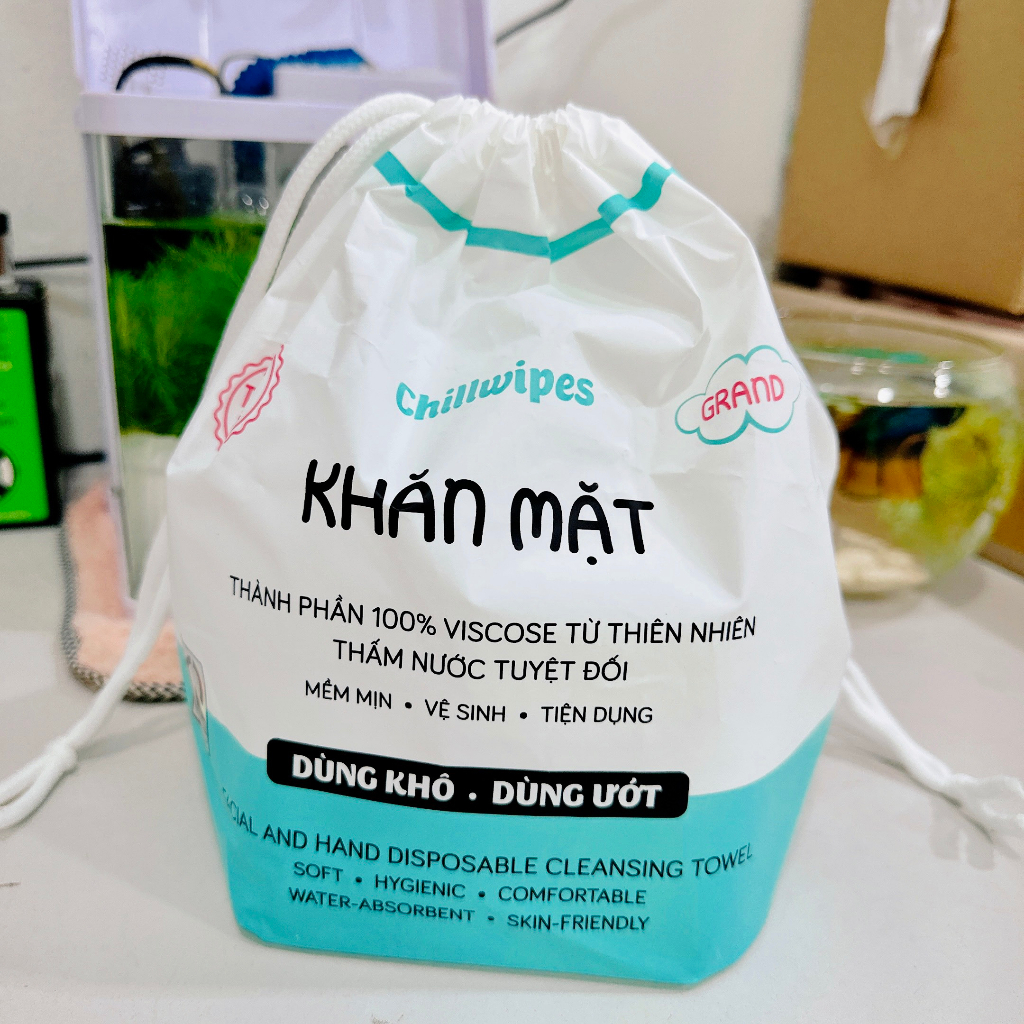 Chillwipes
GRAND
KHĂN MẶT
THÀNH PHẦN 100% VISCOSE TỪ THIÊN NHIÊN
THẤM NƯỚC TUYỆT ĐỐI
MỀM MỊN • VỆ SINH • TIỆN DỤNG
DÙNG KHÔ . DÙNG ƯỚT
FACIAL AND HAND DISPOSABLE CLEANSING TOWEL
SOFT • HYGIENIC • COMFORTABLE
WATER-ABSORBENT • SKIN-FRIENDLY